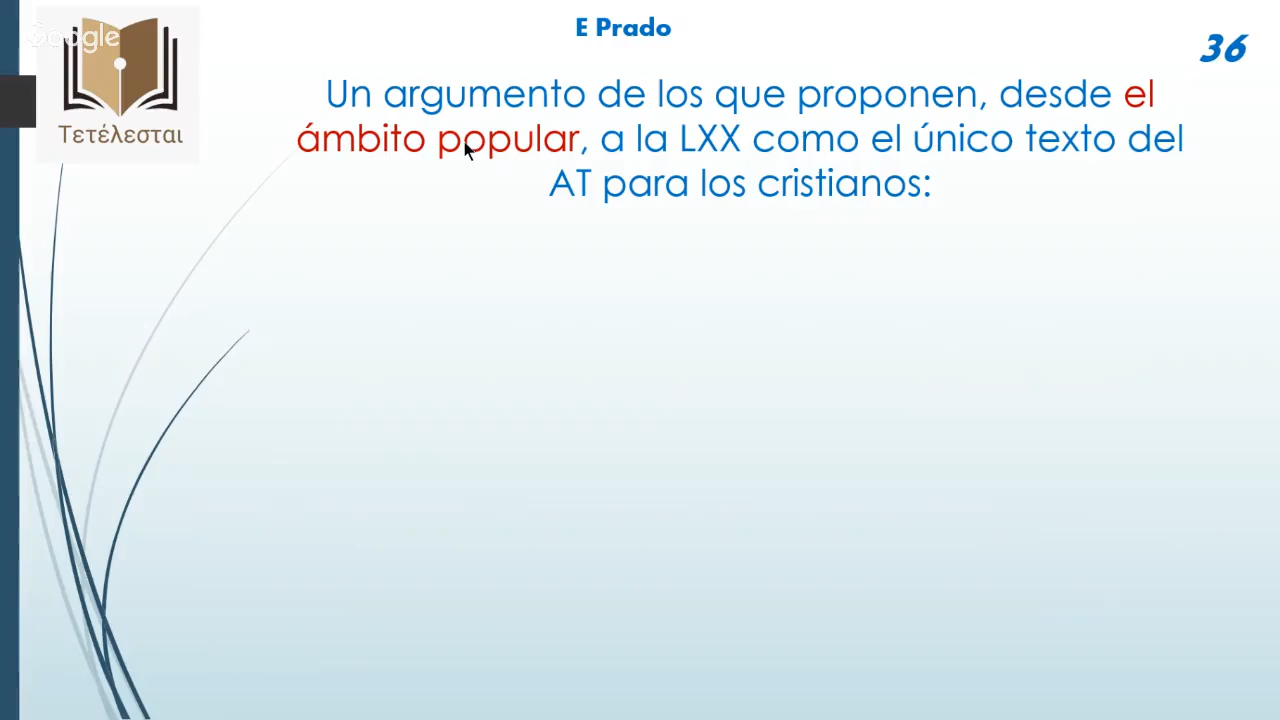 Google
E Prado
36
Τετέλεσται
Un argumento de los que proponen, desde el
ámbito popular, a la LXX como el único texto del
AT para los cristianos: